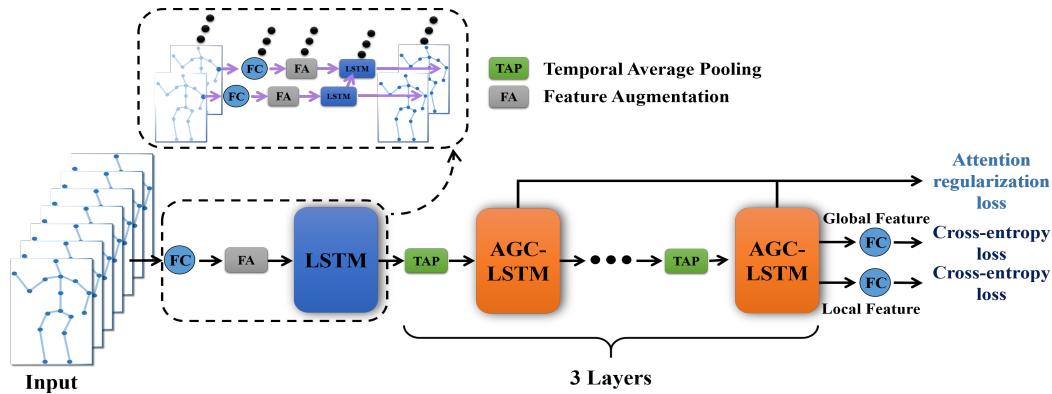 FC
FA
LSTM
FC
FA
LSTM
TAP
Temporal Average Pooling
FA
Feature Augmentation
Input
FC
FA
LSTM
TAP
AGC-
LSTM
TAP
AGC-
LSTM
Attention
regularization
loss
Global Feature
FC
Cross-entropy
loss
FC
Cross-entropy
loss
Local Feature
3 Layers